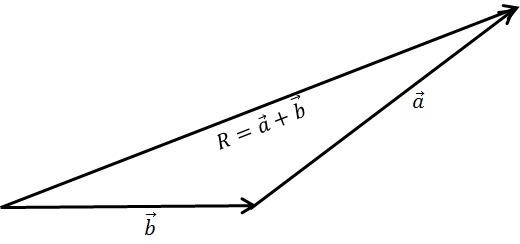 R = a⃗ + b⃗
a⃗
b⃗